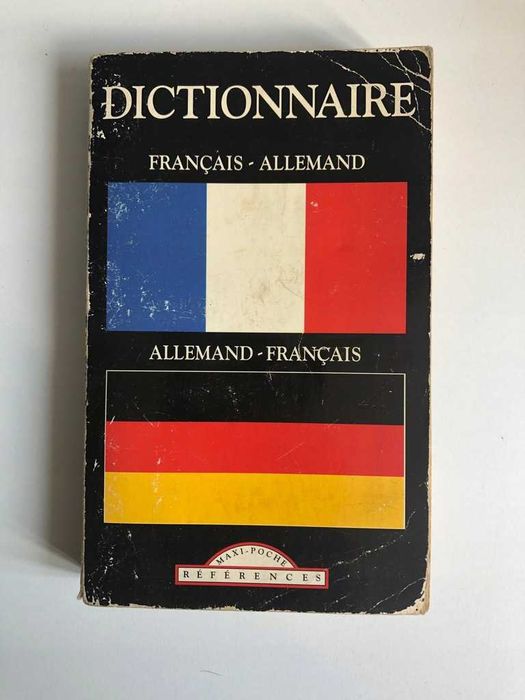 DICTIONNAIRE
FRANÇAIS - ALLEMAND
ALLEMAND - FRANÇAIS
MAXI-POCHE
RÉFÉRENCES